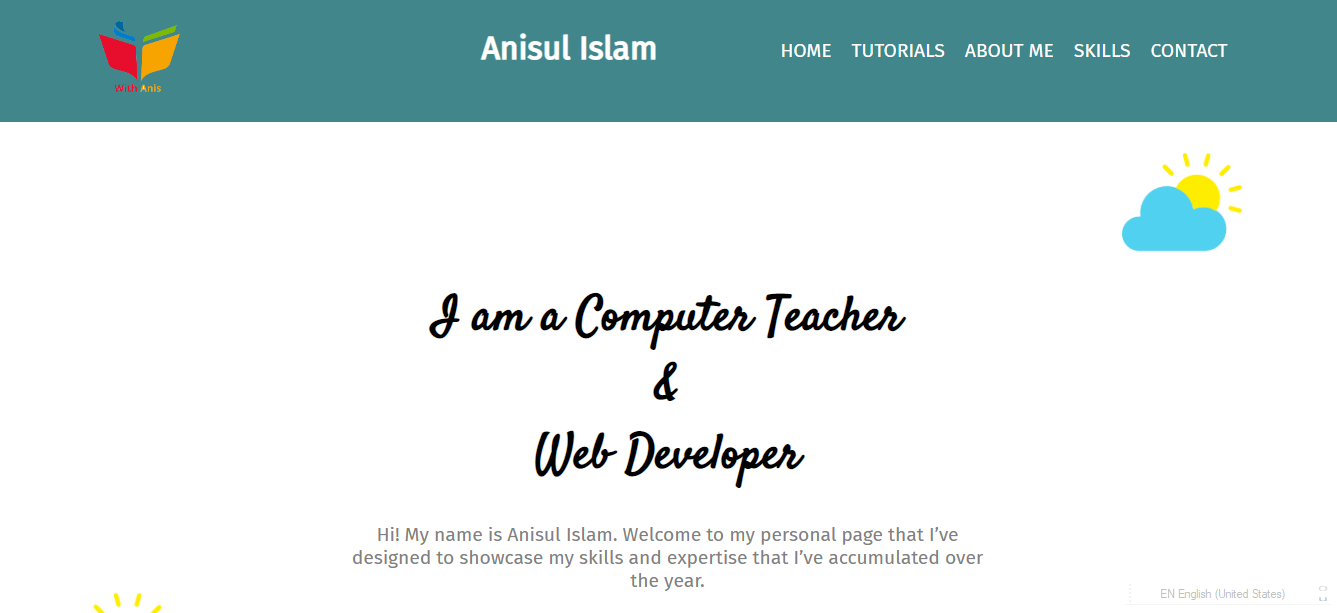 With Anis
Anisul Islam
HOME TUTORIALS ABOUT ME SKILLS CONTACT
I am a Computer Teacher
&
Web Developer
Hi! My name is Anisul Islam. Welcome to my personal page that I’ve
designed to showcase my skills and expertise that I’ve accumulated over
the year.
EN English (United States)